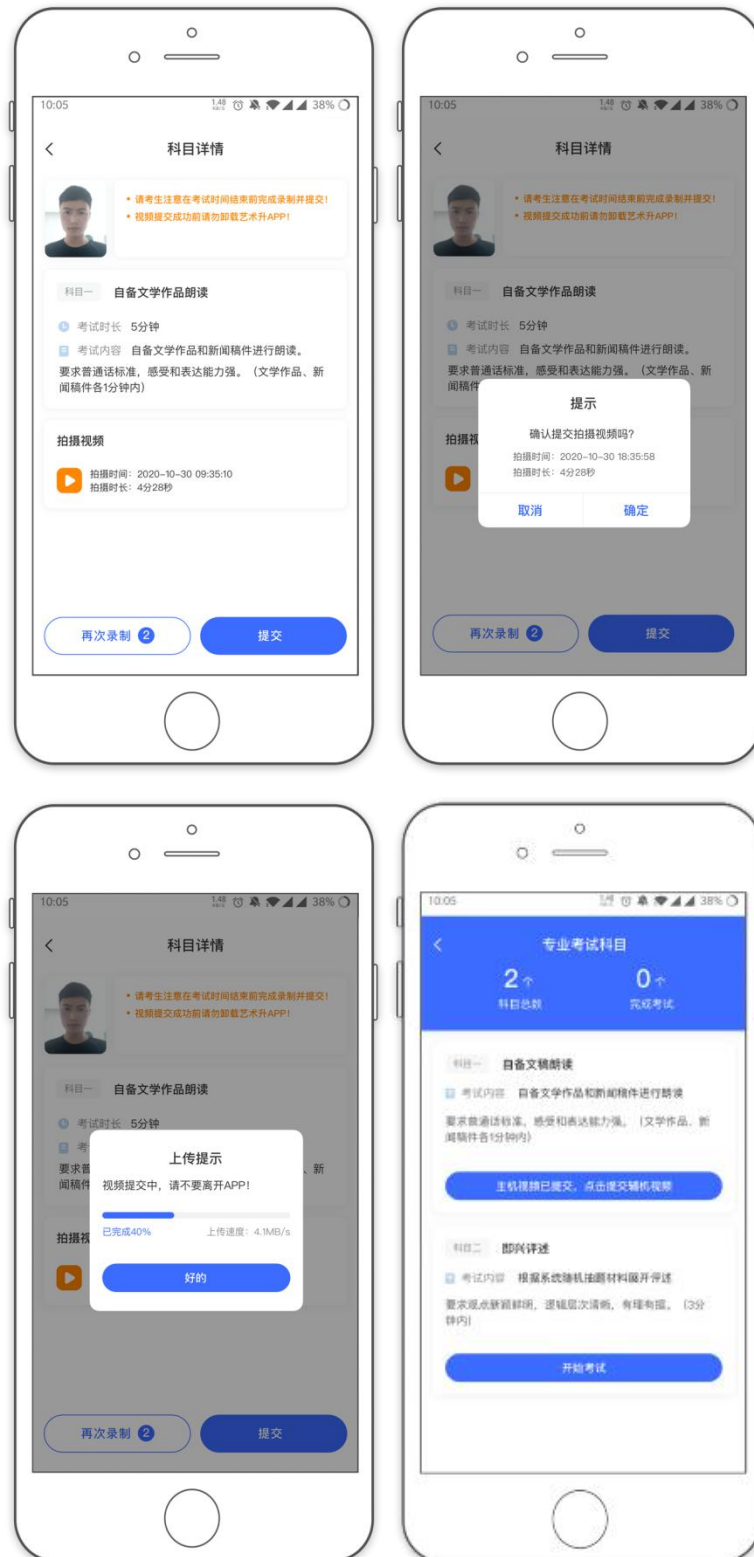 10:05
1.48
KB/S
38%
科目详情
• 请考生注意在考试时间结束前完成录制并提交!
• 视频提交成功前请勿卸载艺术升APP!
科目一 自备文学作品朗读
考试时长 5分钟
考试内容 自备文学作品和新闻稿件进行朗读。
要求普通话标准，感受和表达能力强。（文学作品、新
闻稿件各1分钟内）
拍摄视频
拍摄时间：2020-10-30 09:35:10
拍摄时长：4分28秒
再次录制 2
提交
10:05
1.48
KB/S
38%
科目详情
• 请考生注意在考试时间结束前完成录制并提交!
• 视频提交成功前请勿卸载艺术升APP!
科目一 自备文学作品朗读
考试时长 5分钟
考试内容 自备文学作品和新闻稿件进行朗读。
要求普通话标准，感受和表达能力强。（文学作品、新
闻稿件
拍摄视
提示
确认提交拍摄视频吗?
拍摄时间：2020-10-30 18:35:58
拍摄时长：4分28秒
取消
确定
再次录制 2
提交
10:05
1.48
KB/S
38%
科目详情
• 请考生注意在考试时间结束前完成录制并提交!
• 视频提交成功前请勿卸载艺术升APP!
科目一 自备文学作品朗读
考试时长 5分钟
考
要求普
、新
闻稿件
拍摄视
上传提示
视频提交中，请不要离开APP!
已完成40%
上传速度：4.1MB/s
好的
再次录制 2
提交
10:05
1.48
38%
专业考试科目
2个
0个
科目总数
完成考试
科目一 自备文稿朗读
考试内容 自备文学作品和新闻稿件进行朗读
要求普通话标准，感受和表达能力强。（文学作品、新
闻稿件各1分钟内）
主机视频已提交，点击提交辅机视频
科目二 即兴评述
考试内容 根据系统随机抽题材料展开评述
要求观点新颖鲜明，逻辑层次清晰，有理有据。（3分
钟内）
开始考试